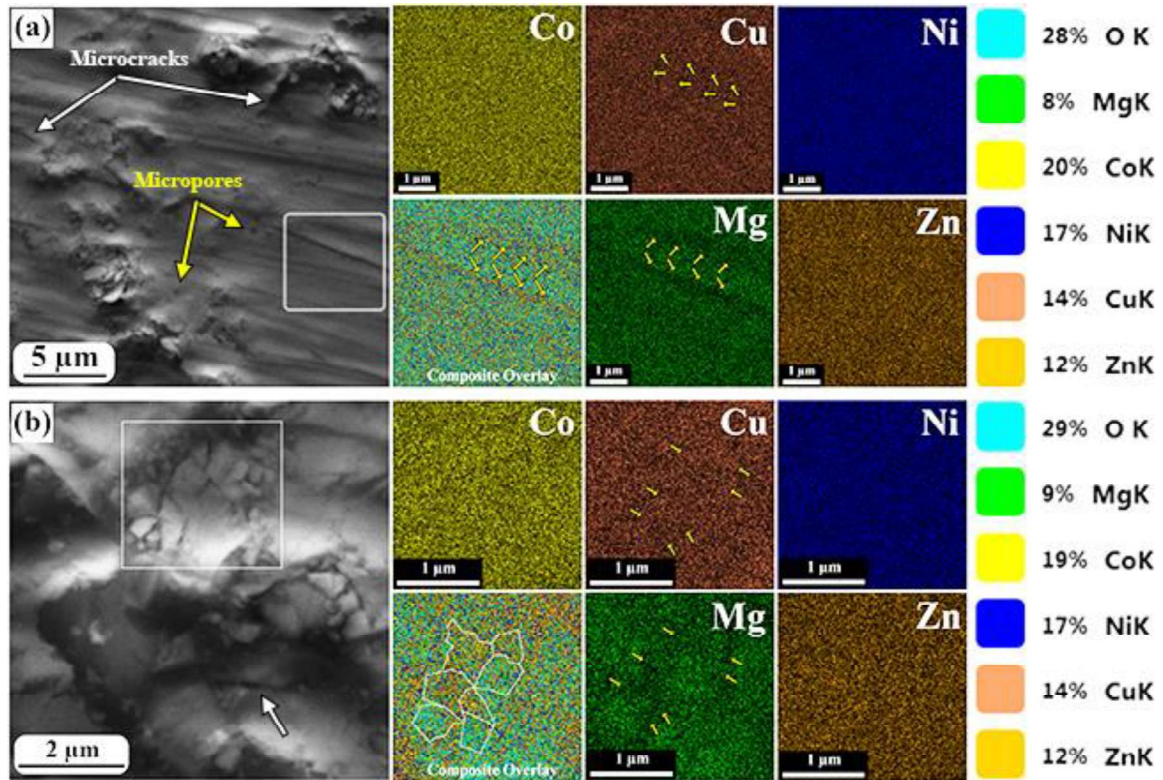 (a)
Microcracks
Micropores
5 µm
Co
1 µm
Cu
1 µm
Ni
1 µm
Composite Overlay
Mg
1 µm
Zn
1 µm
28% O K
8% MgK
20% CoK
17% NiK
14% CuK
12% ZnK
(b)
2 µm
Co
1 µm
Cu
1 µm
Ni
1 µm
Composite Overlay
Mg
1 µm
Zn
1 µm
29% O K
9% MgK
19% CoK
17% NiK
14% CuK
12% ZnK